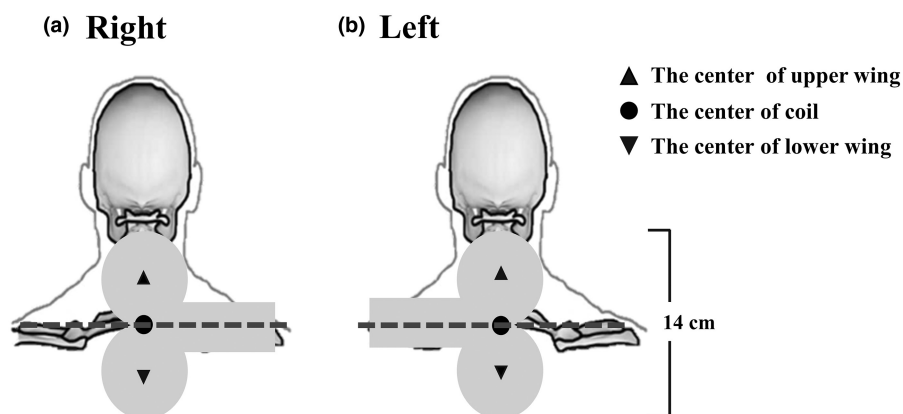 (a) Right
(b) Left
The center of upper wing
The center of coil
The center of lower wing
14 cm